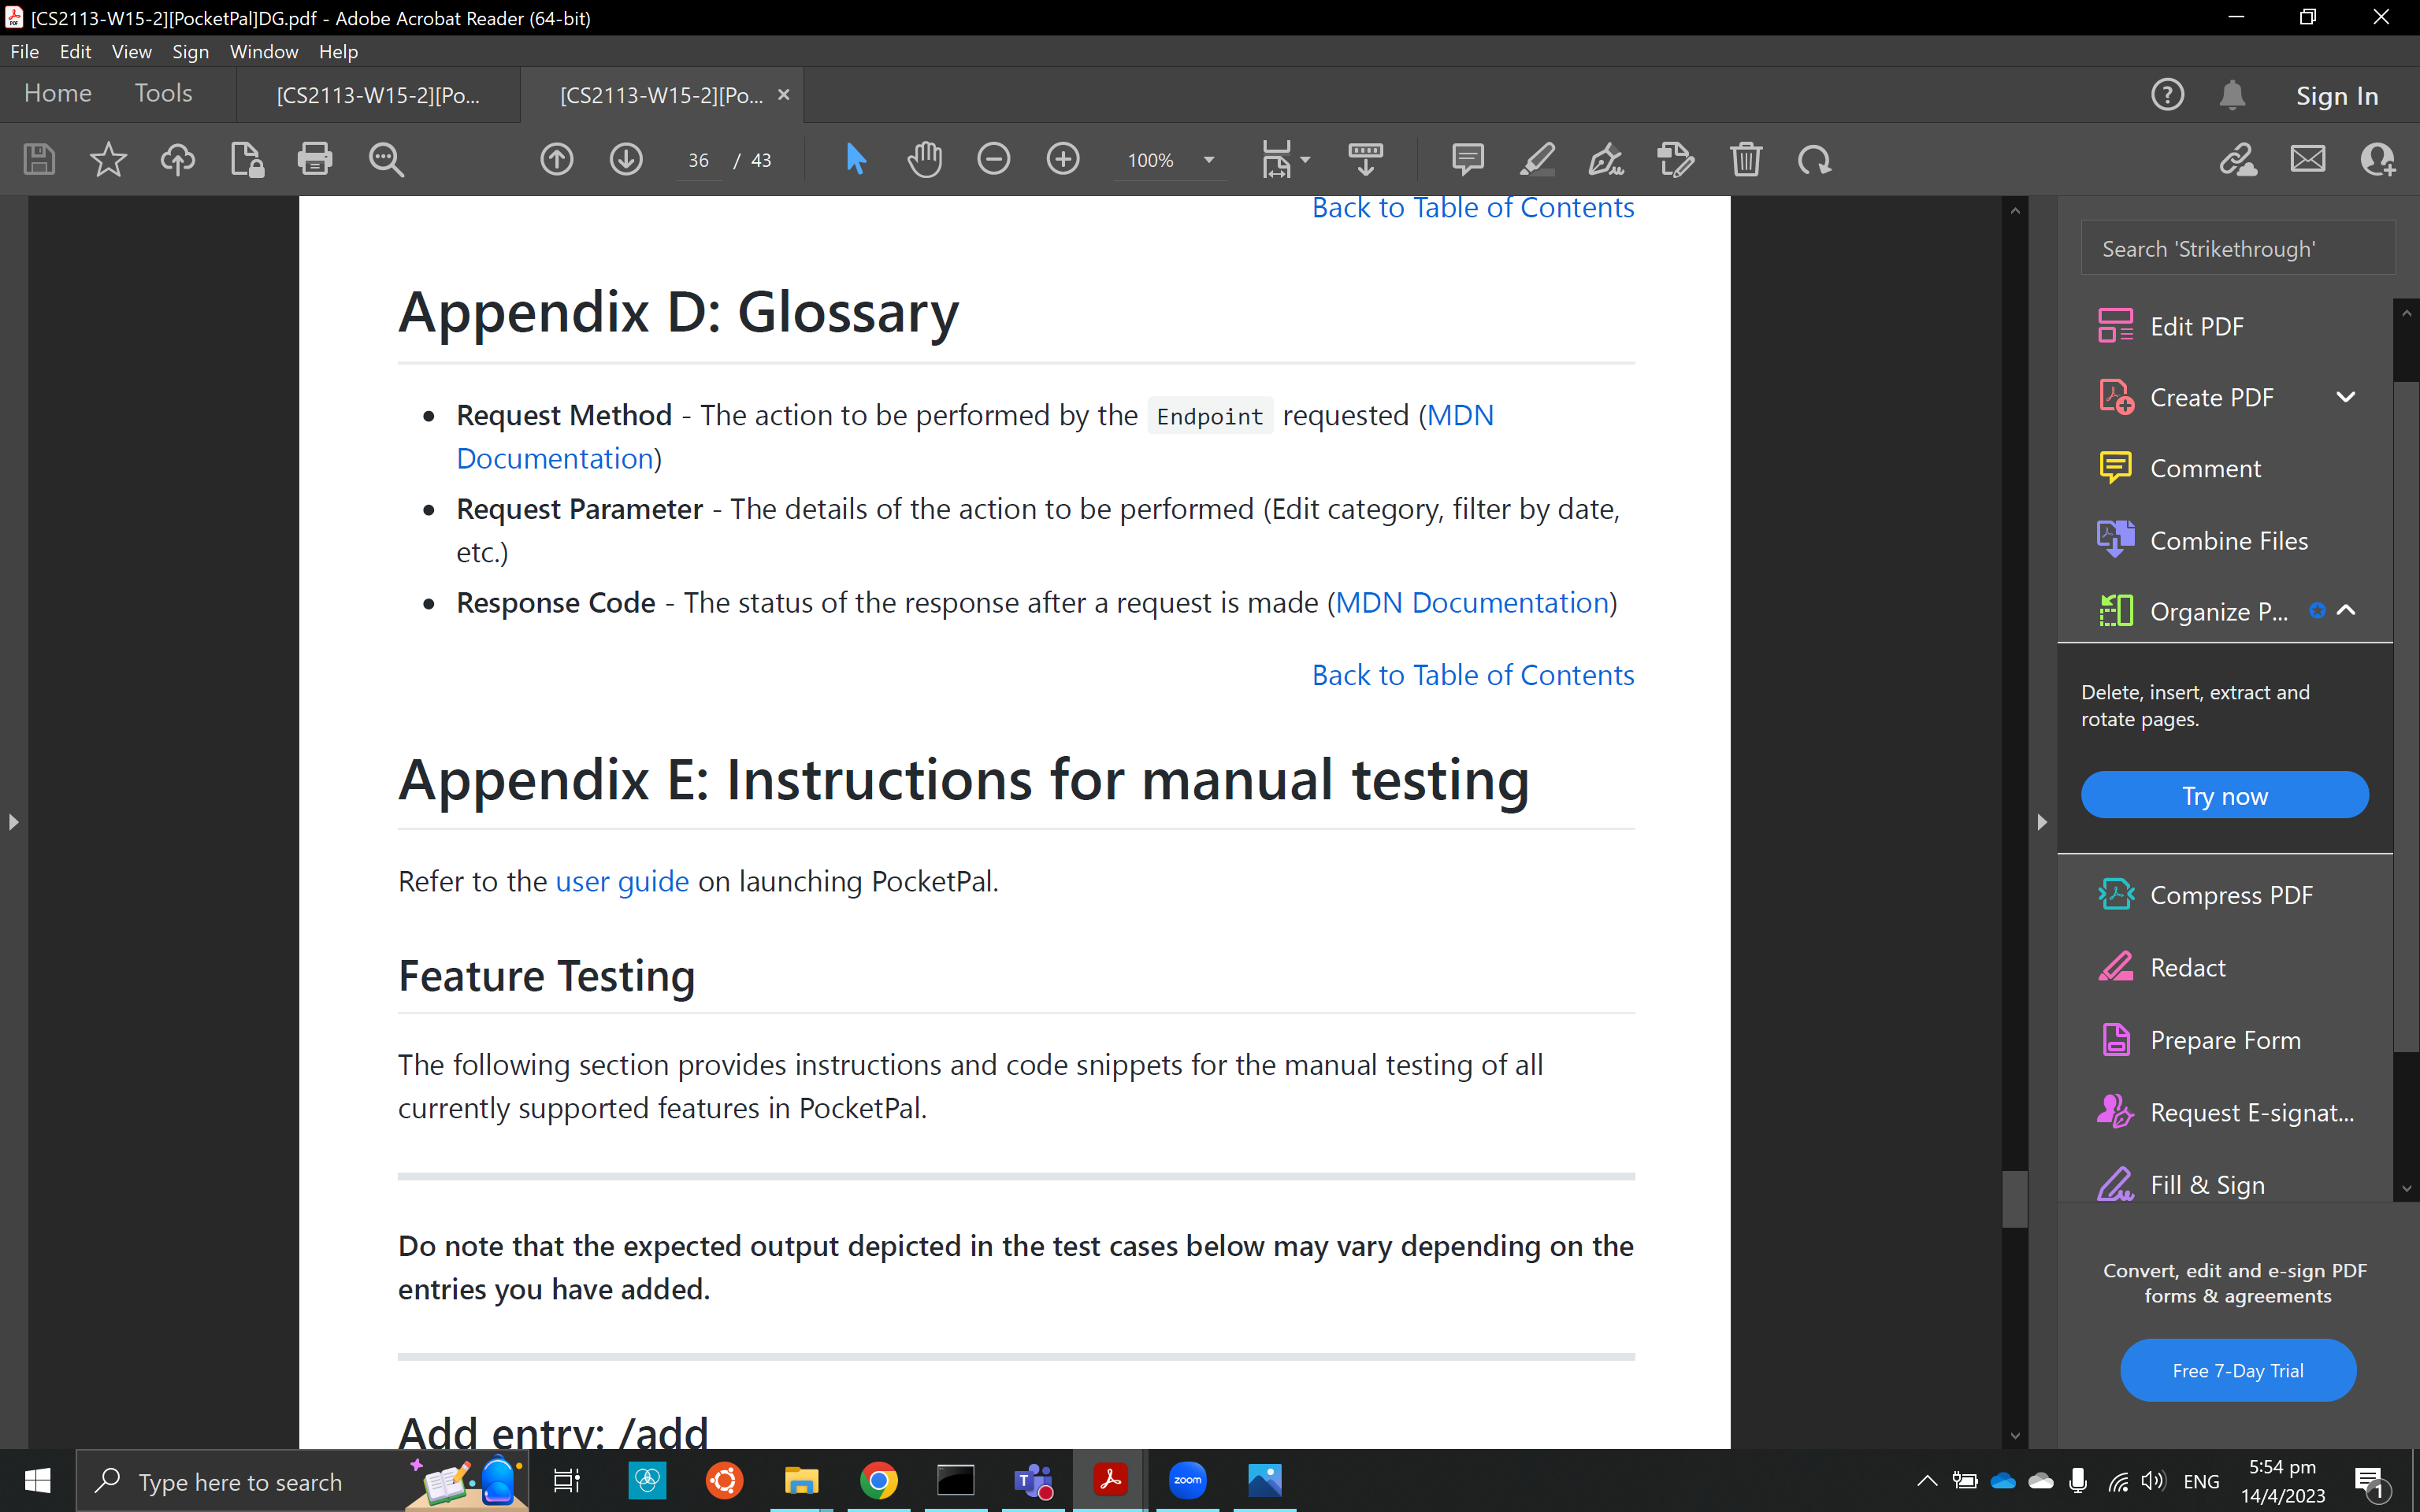 [CS2113-W15-2][PocketPal]DG.pdf - Adobe Acrobat Reader (64-bit)
File Edit View Sign Window Help
Home Tools [CS2113-W15-2][Po... [CS2113-W15-2][Po... Sign In
36 / 43 100%
Back to Table of Contents
Appendix D: Glossary
Request Method - The action to be performed by the Endpoint requested (MDN
Documentation)
Request Parameter - The details of the action to be performed (Edit category, filter by date,
etc.)
Response Code - The status of the response after a request is made (MDN Documentation)
Back to Table of Contents
Appendix E: Instructions for manual testing
Refer to the user guide on launching PocketPal.
Feature Testing
The following section provides instructions and code snippets for the manual testing of all
currently supported features in PocketPal.
Do note that the expected output depicted in the test cases below may vary depending on the
entries you have added.
Add entry: /add
Search 'Strikethrough'
Edit PDF
Create PDF
Comment
Combine Files
Organize P...
Delete, insert, extract and
rotate pages.
Try now
Compress PDF
Redact
Prepare Form
Request E-signat...
Fill & Sign
Convert, edit and e-sign PDF
forms & agreements
Free 7-Day Trial
Type here to search
zoom
ENG
5:54 pm
14/4/2023
1